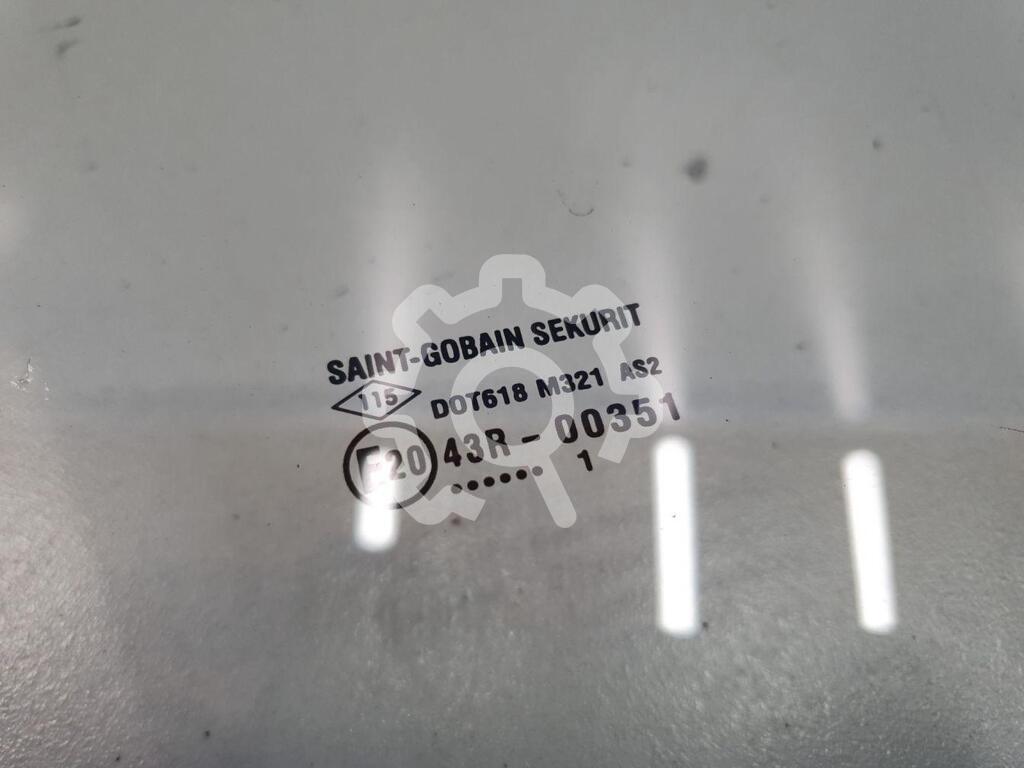 SAINT-GOBAIN SEKURIT
115 DOT618 M321 AS2
E20 43R-00351
...... 1